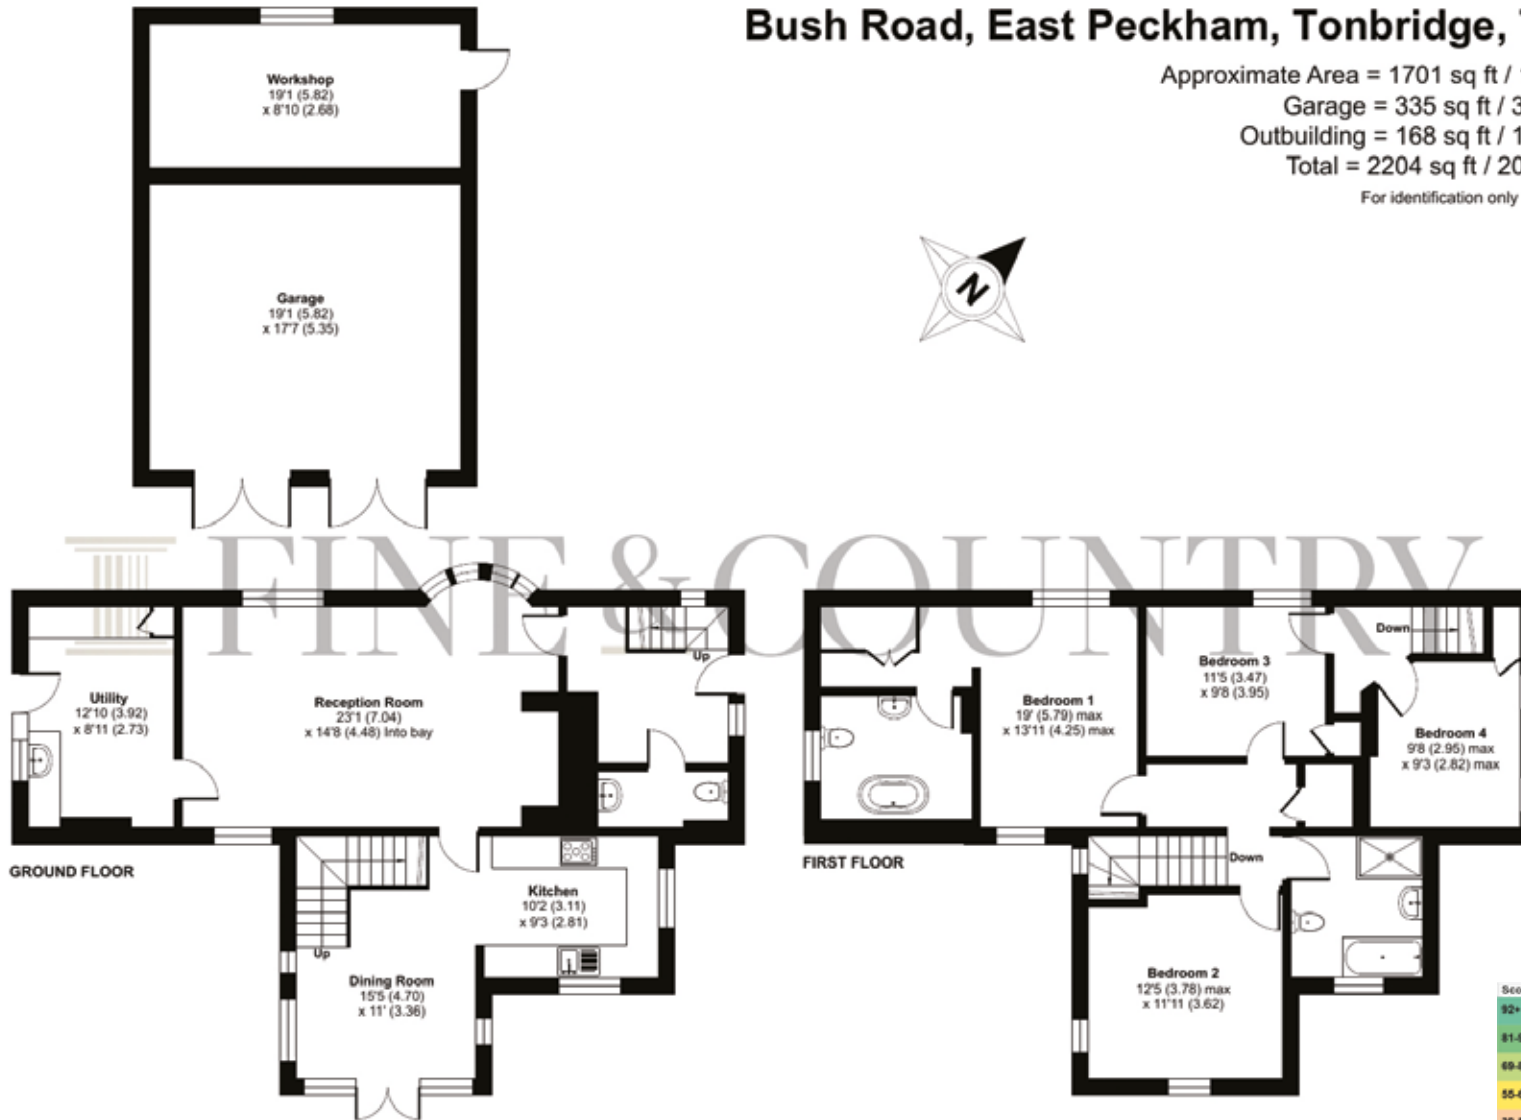 Bush Road, East Peckham, Tonbridge,
Approximate Area = 1701 sq ft /
Garage = 335 sq ft / 3
Outbuilding = 168 sq ft / 1
Total = 2204 sq ft / 20
For identification only
Workshop
19'1 (5.82)
x 8'10 (2.68)
Garage
19'1 (5.82)
x 17'7 (5.35)
N
FINE & COUNTRY
Utility
12'10 (3.92)
x 8'11 (2.73)
Reception Room
23'1 (7.04)
x 14'8 (4.48) Into bay
Up
Kitchen
10'2 (3.11)
x 9'3 (2.81)
Up
Dining Room
15'5 (4.70)
x 11' (3.36)
GROUND FLOOR
Bedroom 1
19' (5.79) max
x 13'11 (4.25) max
Bedroom 3
11'5 (3.47)
x 9'8 (3.95)
Down
Bedroom 4
9'8 (2.95) max
x 9'3 (2.82) max
Down
Bedroom 2
12'5 (3.78) max
x 11'11 (3.62)
FIRST FLOOR
Sco
92+
81-
69-
55-